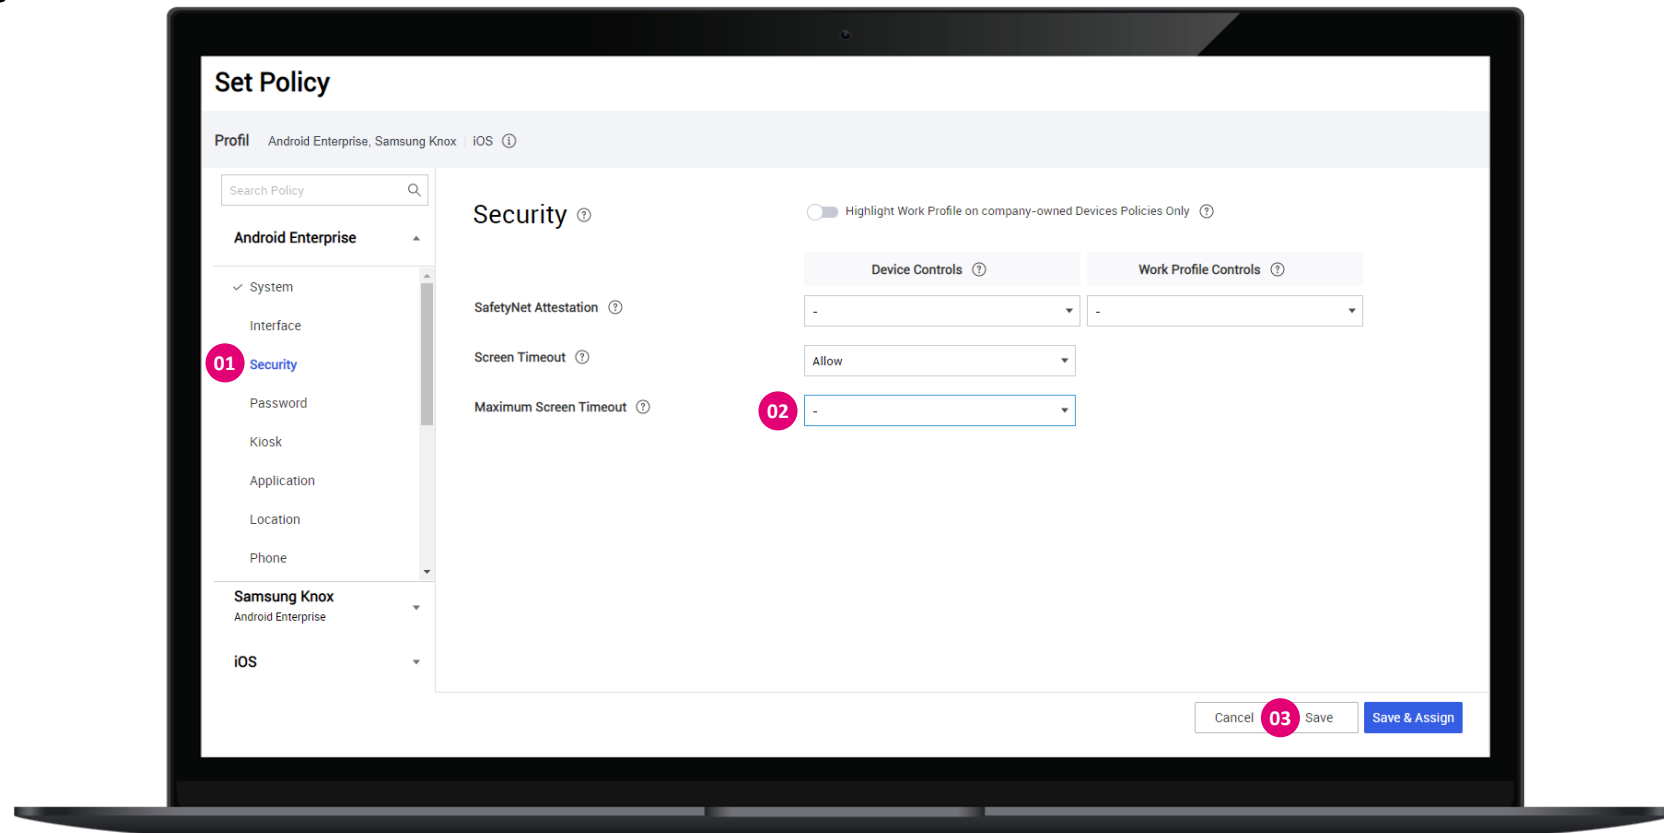 Set Policy
Profil Android Enterprise, Samsung Knox iOS
Search Policy
Android Enterprise
System
Interface
01 Security
Password
Kiosk
Application
Location
Phone
Samsung Knox
Android Enterprise
iOS
Security
Highlight Work Profile on company-owned Devices Policies Only
Device Controls Work Profile Controls
SafetyNet Attestation - -
Screen Timeout Allow
Maximum Screen Timeout 02 -
Cancel 03 Save Save & Assign